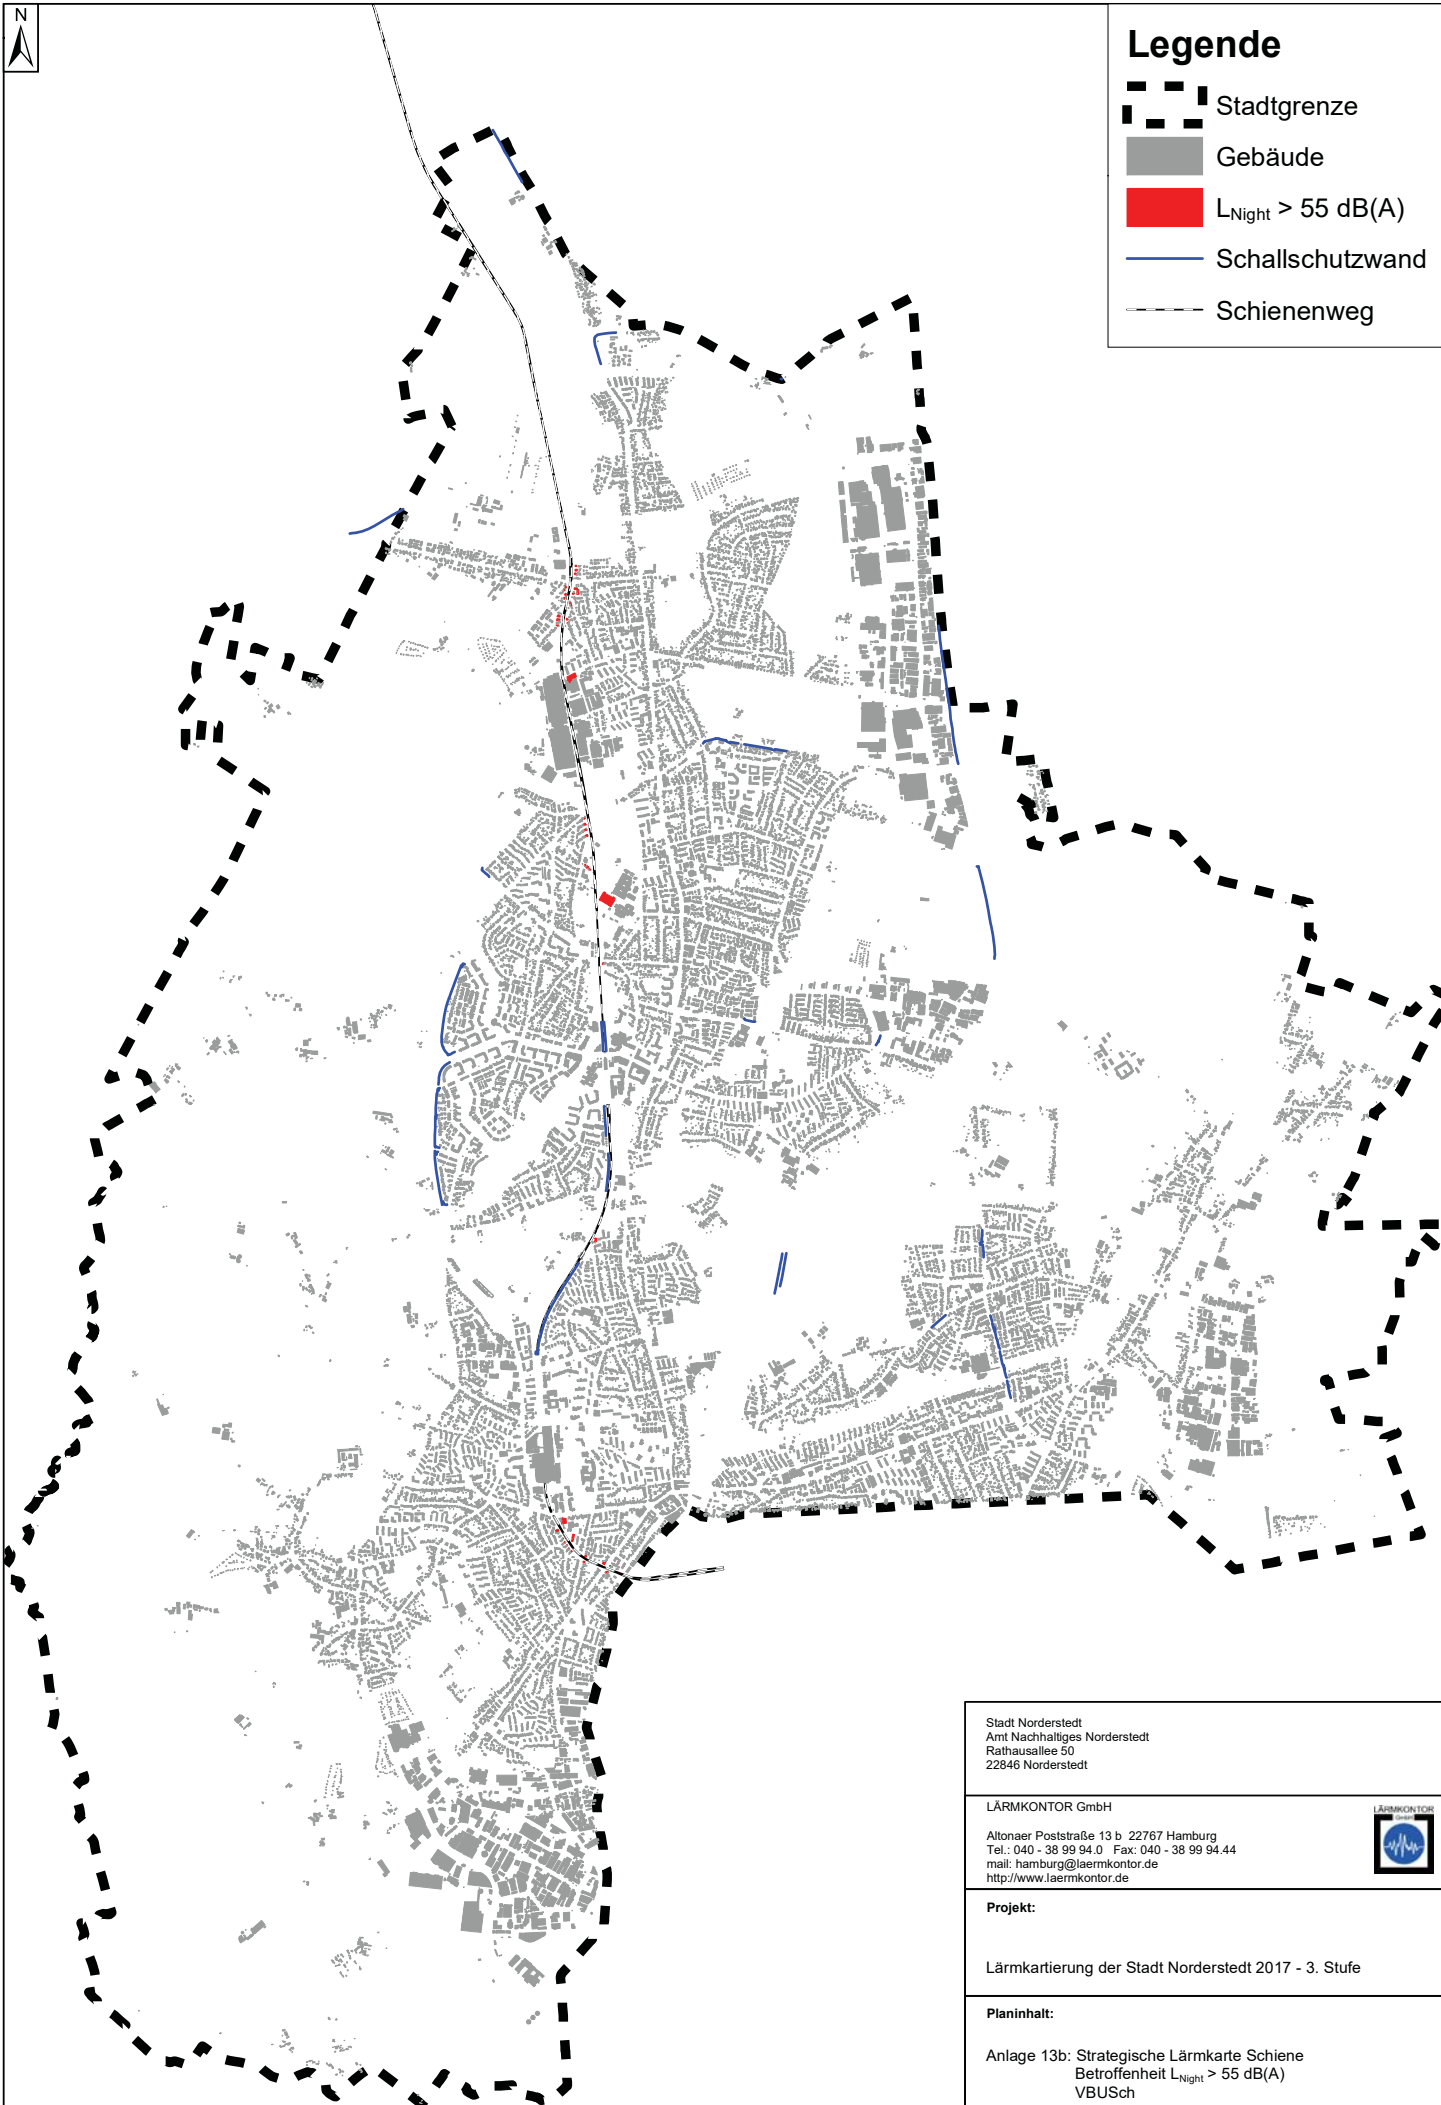 N
Legende
Stadtgrenze
Gebäude
LNight > 55 dB(A)
Schallschutzwand
Schienenweg
Stadt Norderstedt
Amt Nachhaltiges Norderstedt
Rathausallee 50
22846 Norderstedt
LÄRMKONTOR GmbH
Altonaer Poststraße 13 b 22767 Hamburg
Tel.: 040 - 38 99 94.0 Fax: 040 - 38 99 94.44
mail: hamburg@laermkontor.de
http://www.laermkontor.de
LÄRMKONTOR
GmbH
Projekt:
Lärmkartierung der Stadt Norderstedt 2017 - 3. Stufe
Planinhalt:
Anlage 13b: Strategische Lärmkarte Schiene
Betroffenheit LNight > 55 dB(A)
VBUSch